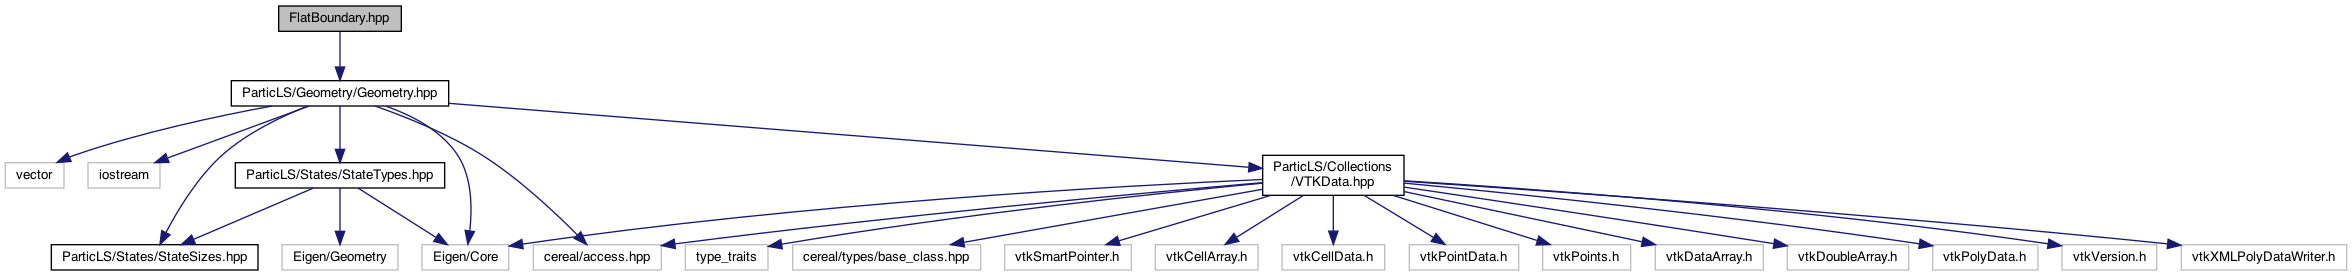 FlatBoundary.hpp
ParticLS/Geometry/Geometry.hpp
vector
iostream
ParticLS/States/StateTypes.hpp
ParticLS/Collections
/VTKData.hpp
ParticLS/States/StateSizes.hpp
Eigen/Geometry
Eigen/Core
cereal/access.hpp
type_traits
cereal/types/base_class.hpp
vtkSmartPointer.h
vtkCellArray.h
vtkCellData.h
vtkPointData.h
vtkPoints.h
vtkDataArray.h
vtkDoubleArray.h
vtkPolyData.h
vtkVersion.h
vtkXMLPolyDataWriter.h